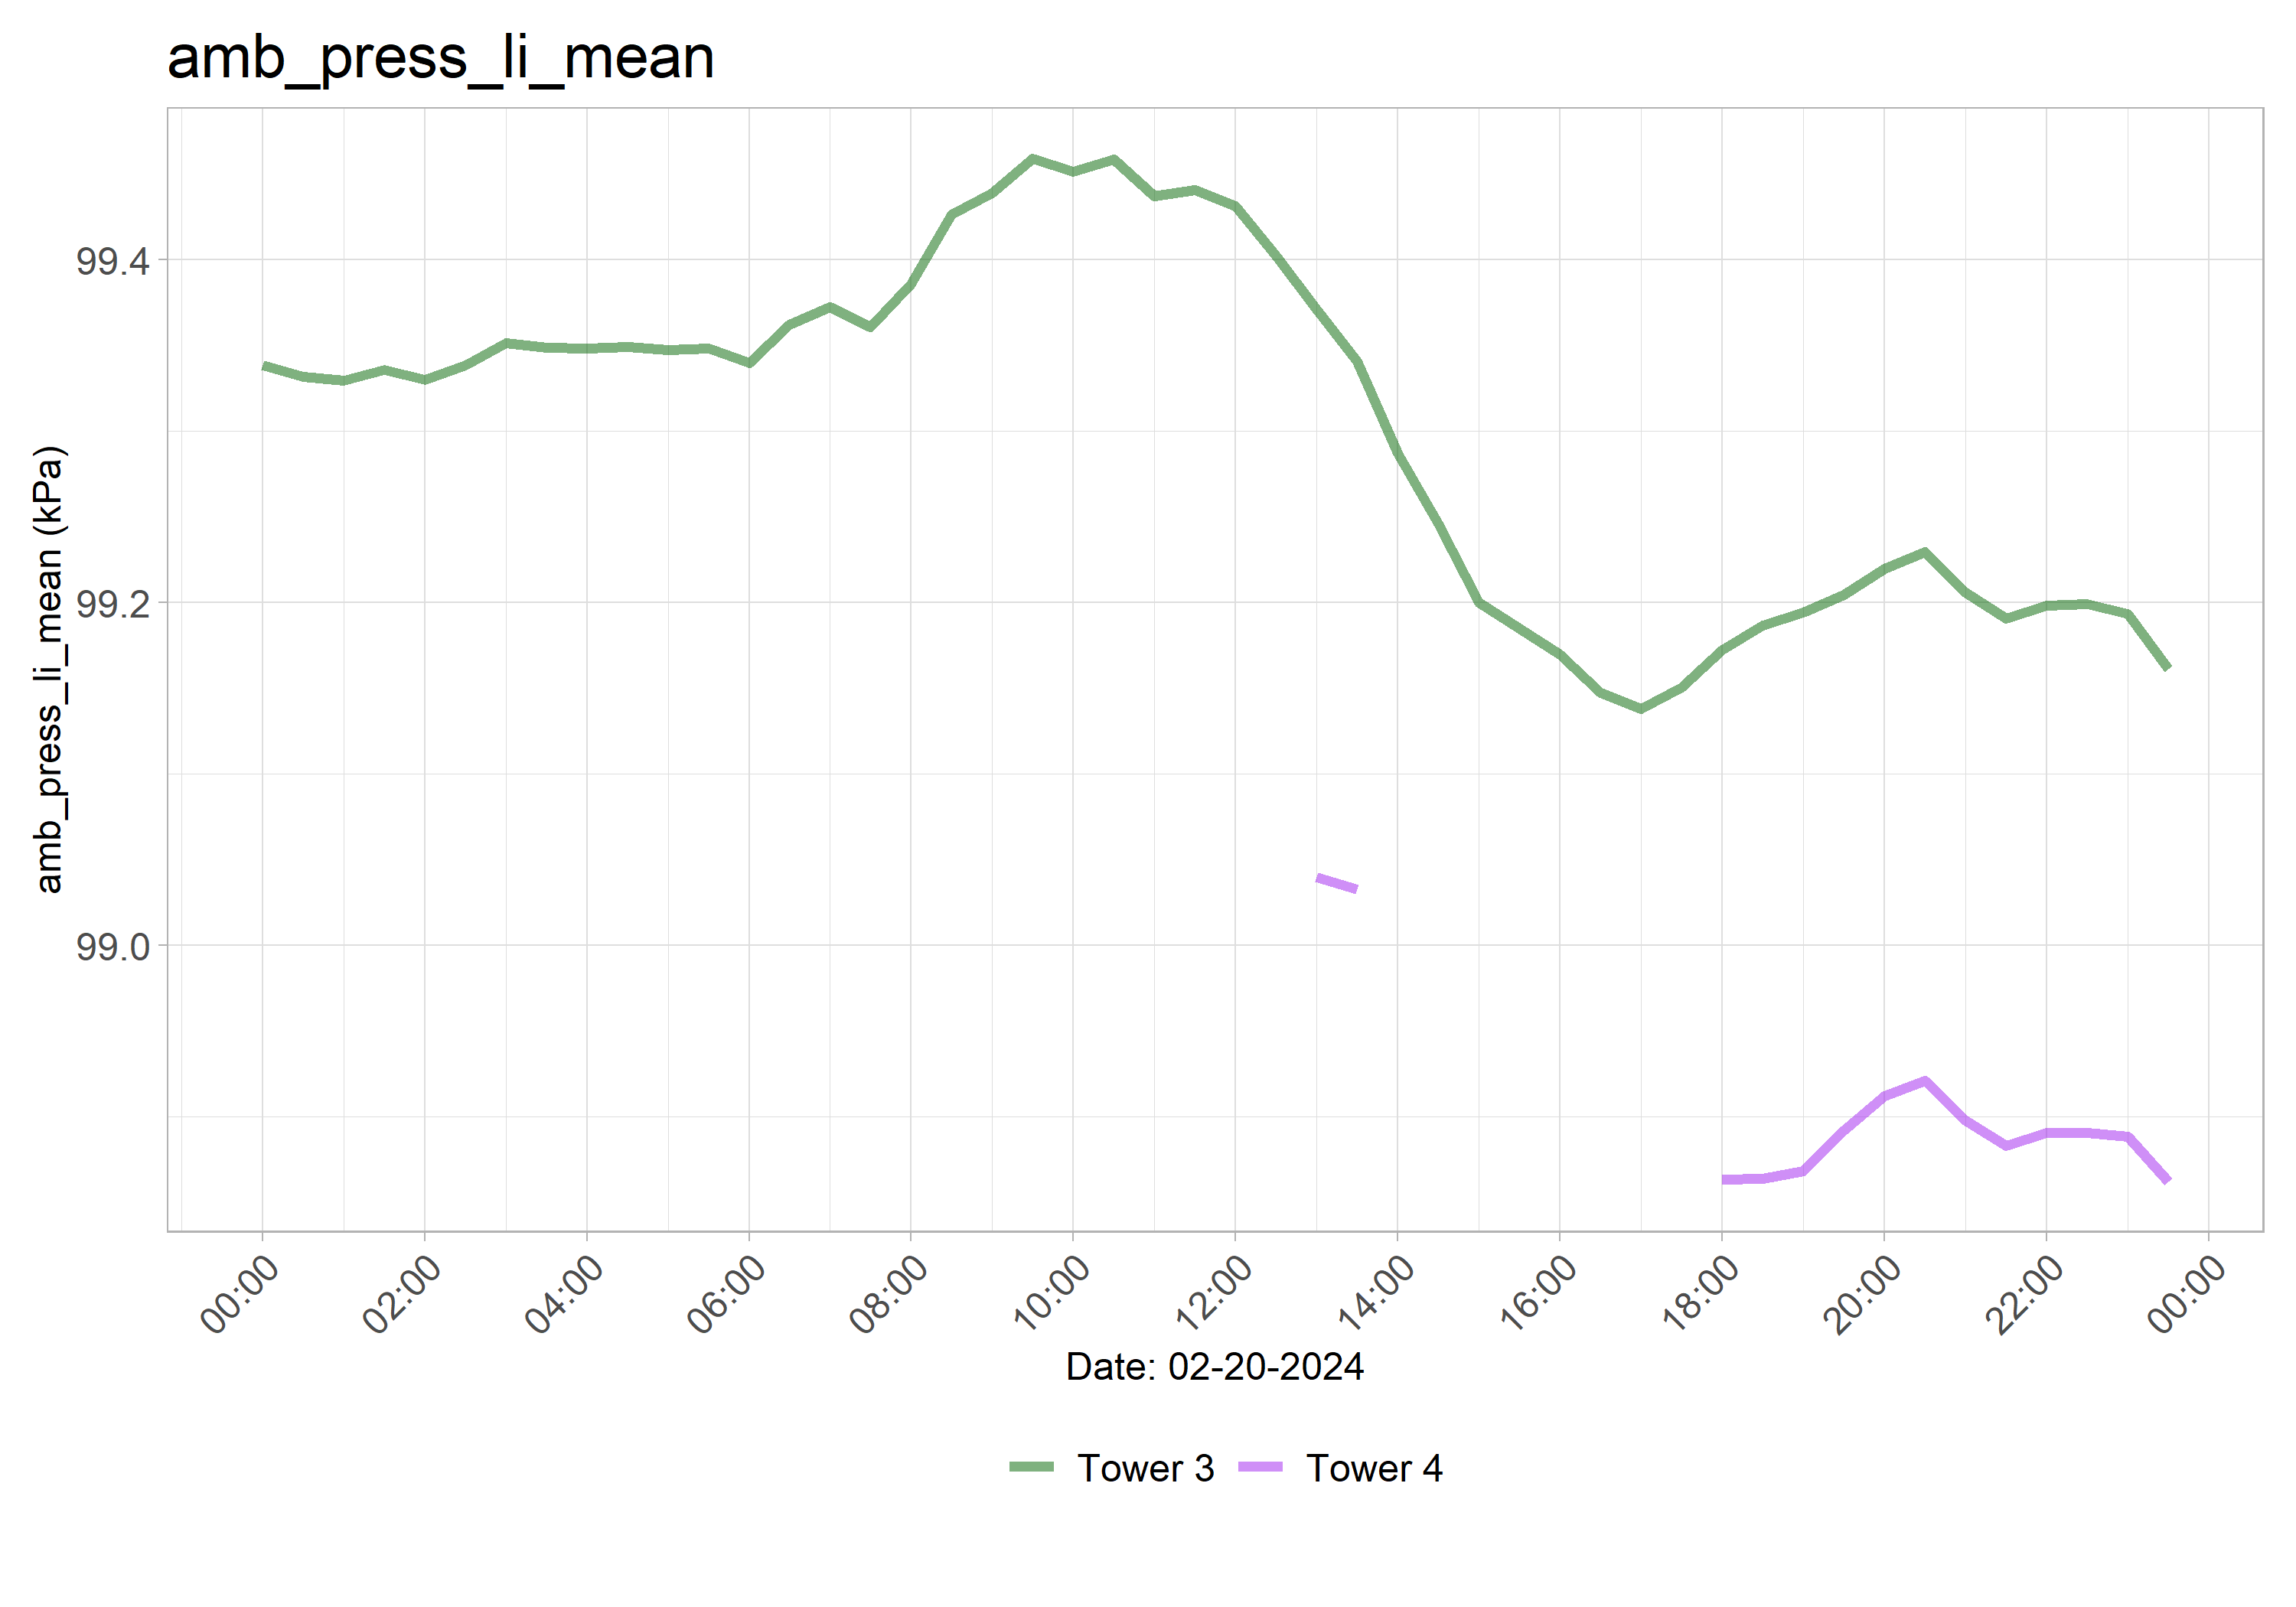 amb_press_li_mean
amb_press_li_mean (kPa)
99.4
99.2
99.0
00:00 02:00 04:00 06:00 08:00 10:00 12:00 14:00 16:00 18:00 20:00 22:00 00:00
Date: 02-20-2024
Tower 3 Tower 4